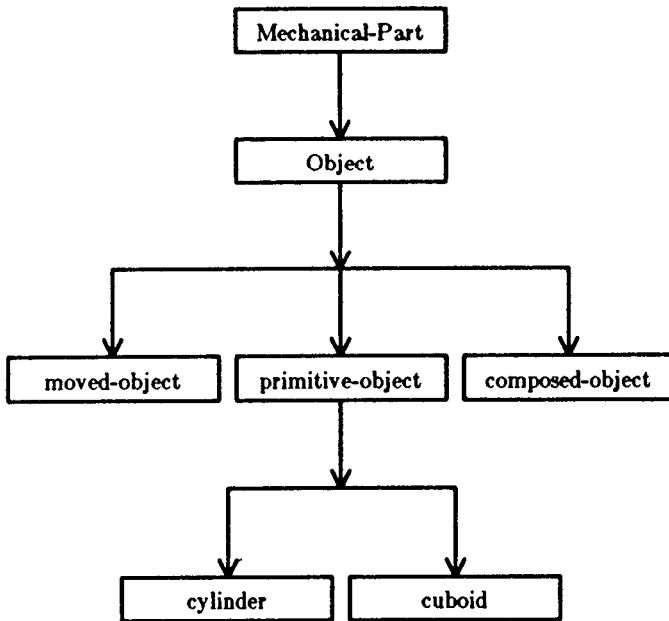 Mechanical-Part
Object
moved-object
primitive-object
composed-object
cylinder
cuboid